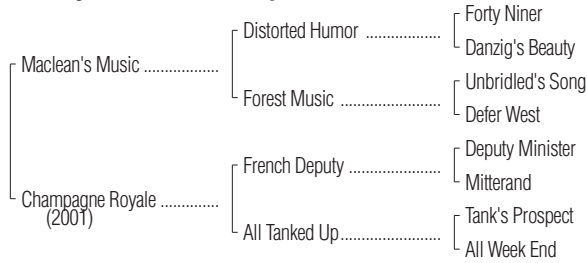 Forty Niner
Distorted Humor ..................
Danzig's Beauty
Maclean's Music ..................
Unbridled's Song
Forest Music ........................
Defer West
Deputy Minister
French Deputy ......................
Mitterand
Champagne Royale ..............
(2001)
Tank's Prospect
All Tanked Up........................
All Week End